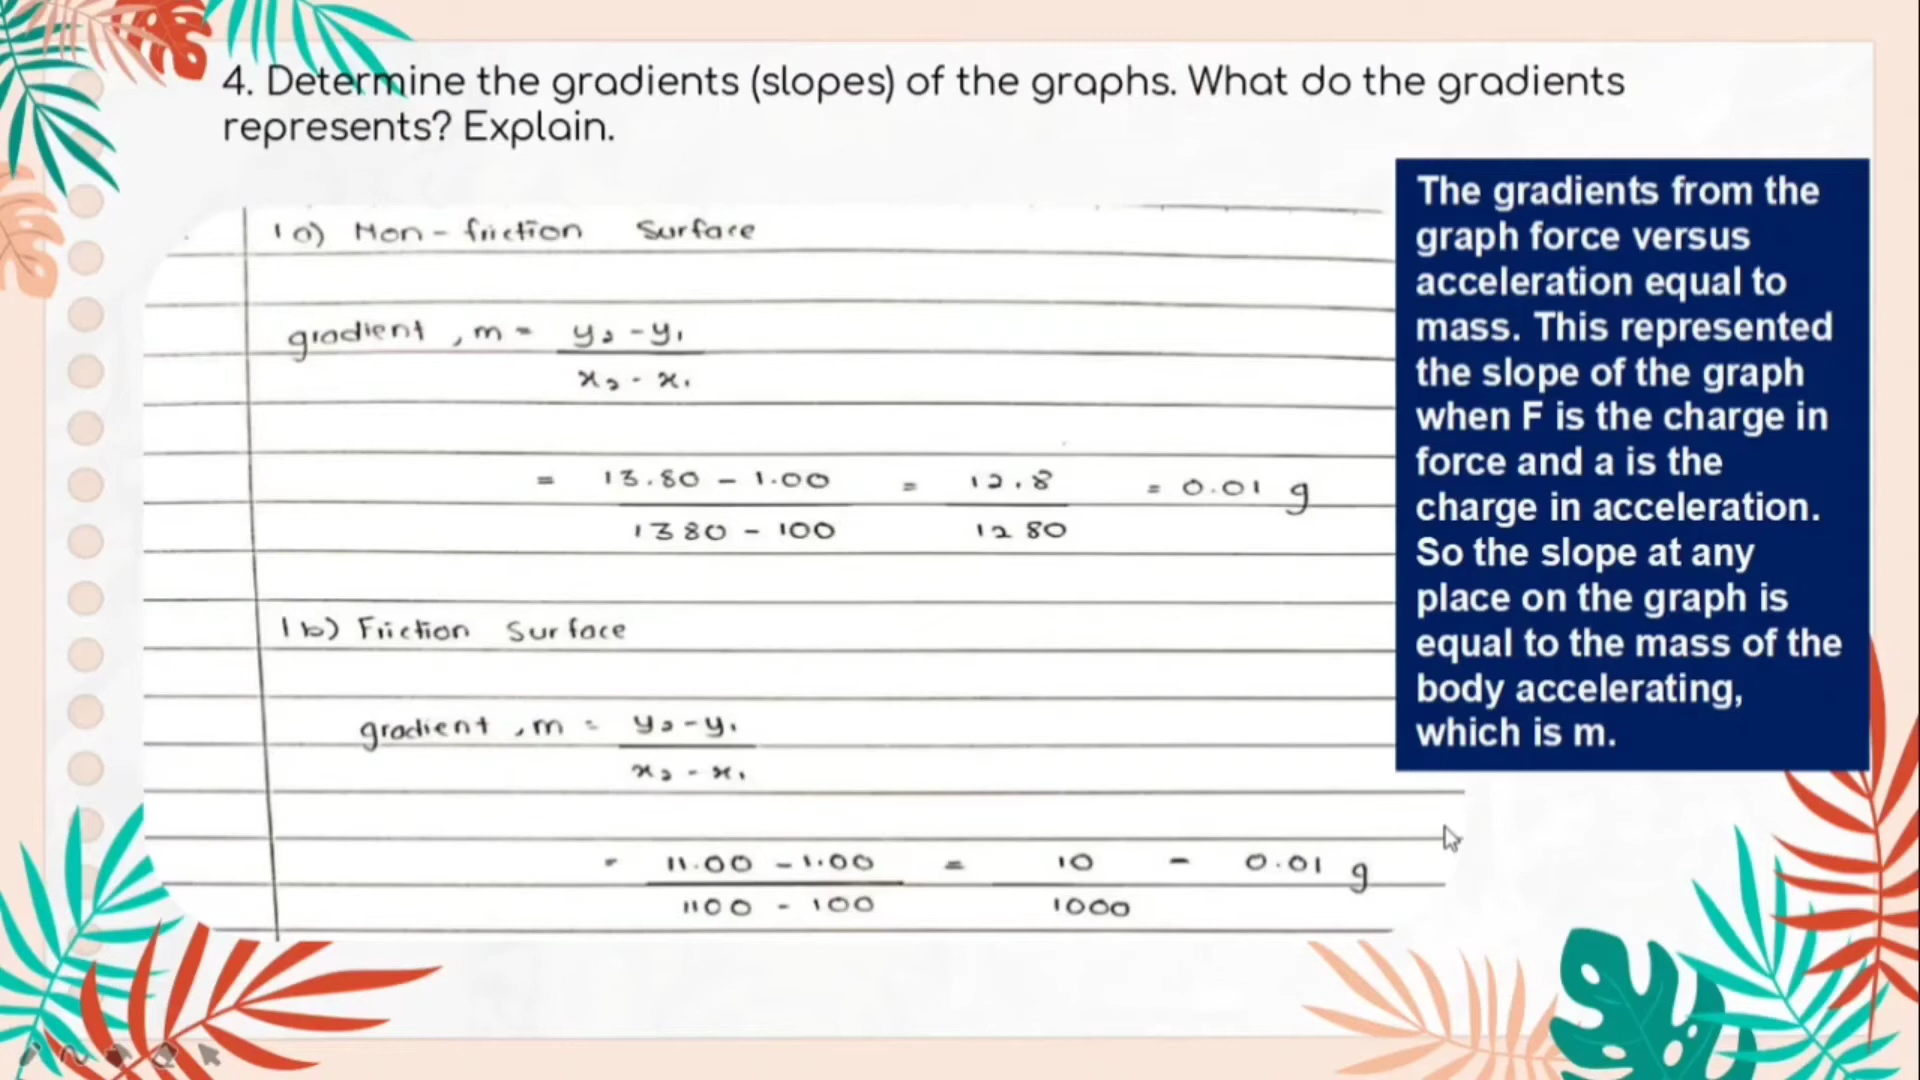 4. Determine the gradients (slopes) of the graphs. What do the gradients
represents? Explain.
1 a) Non - friction Surface
gradient , m = y₂ - y₁
x₂ - x₁
= 13.80 - 1.00 = 12.8 = 0.01 g
1380 - 100 1280
1 b) Friction Surface
gradient , m = y₂ - y₁
x₂ - x₁
= 11.00 - 1.00 = 10 = 0.01 g
1100 - 100 1000
The gradients from the
graph force versus
acceleration equal to
mass. This represented
the slope of the graph
when F is the charge in
force and a is the
charge in acceleration.
So the slope at any
place on the graph is
equal to the mass of the
body accelerating,
which is m.